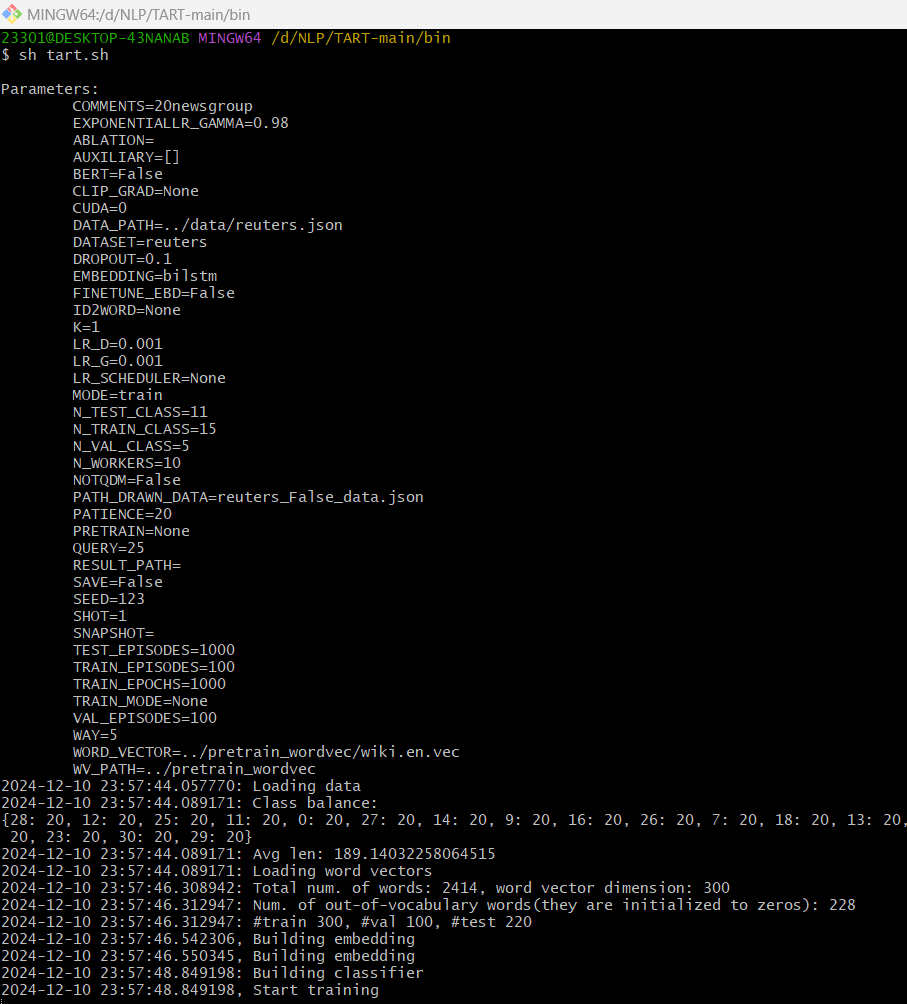 MINGW64:/d/NLP/TART-main/bin
23301@DESKTOP-43NANAB MINGW64 /d/NLP/TART-main/bin
$ sh tart.sh
Parameters:
COMMENTS=20newsgroup
EXPONENTIALLR_GAMMA=0.98
ABLATION=
AUXILIARY=[]
BERT=False
CLIP_GRAD=None
CUDA=0
DATA_PATH=../data/reuters.json
DATASET=reuters
DROPOUT=0.1
EMBEDDING=bilstm
FINETUNE_EBD=False
ID2WORD=None
K=1
LR_D=0.001
LR_G=0.001
LR_SCHEDULER=None
MODE=train
N_TEST_CLASS=11
N_TRAIN_CLASS=15
N_VAL_CLASS=5
N_WORKERS=10
NOTQDM=False
PATH_DRAWN_DATA=reuters_False_data.json
PATIENCE=20
PRETRAIN=None
QUERY=25
RESULT_PATH=
SAVE=False
SEED=123
SHOT=1
SNAPSHOT=
TEST_EPISODES=1000
TRAIN_EPISODES=100
TRAIN_EPOCHS=1000
TRAIN_MODE=None
VAL_EPISODES=100
WAY=5
WORD_VECTOR=../pretrain_wordvec/wiki.en.vec
WV_PATH=../pretrain_wordvec
2024-12-10 23:57:44.057770: Loading data
2024-12-10 23:57:44.089171: Class balance:
{28: 20, 12: 20, 25: 20, 11: 20, 0: 20, 27: 20, 14: 20, 9: 20, 16: 20, 26: 20, 7: 20, 18: 20, 13: 20,
20, 23: 20, 30: 20, 29: 20}
2024-12-10 23:57:44.089171: Avg len: 189.14032258064515
2024-12-10 23:57:44.089171: Loading word vectors
2024-12-10 23:57:46.308942: Total num. of words: 2414, word vector dimension: 300
2024-12-10 23:57:46.312947: Num. of out-of-vocabulary words(they are initialized to zeros): 228
2024-12-10 23:57:46.312947: #train 300, #val 100, #test 220
2024-12-10 23:57:46.542306, Building embedding
2024-12-10 23:57:46.550345, Building embedding
2024-12-10 23:57:48.849198: Building classifier
2024-12-10 23:57:48.849198, Start training